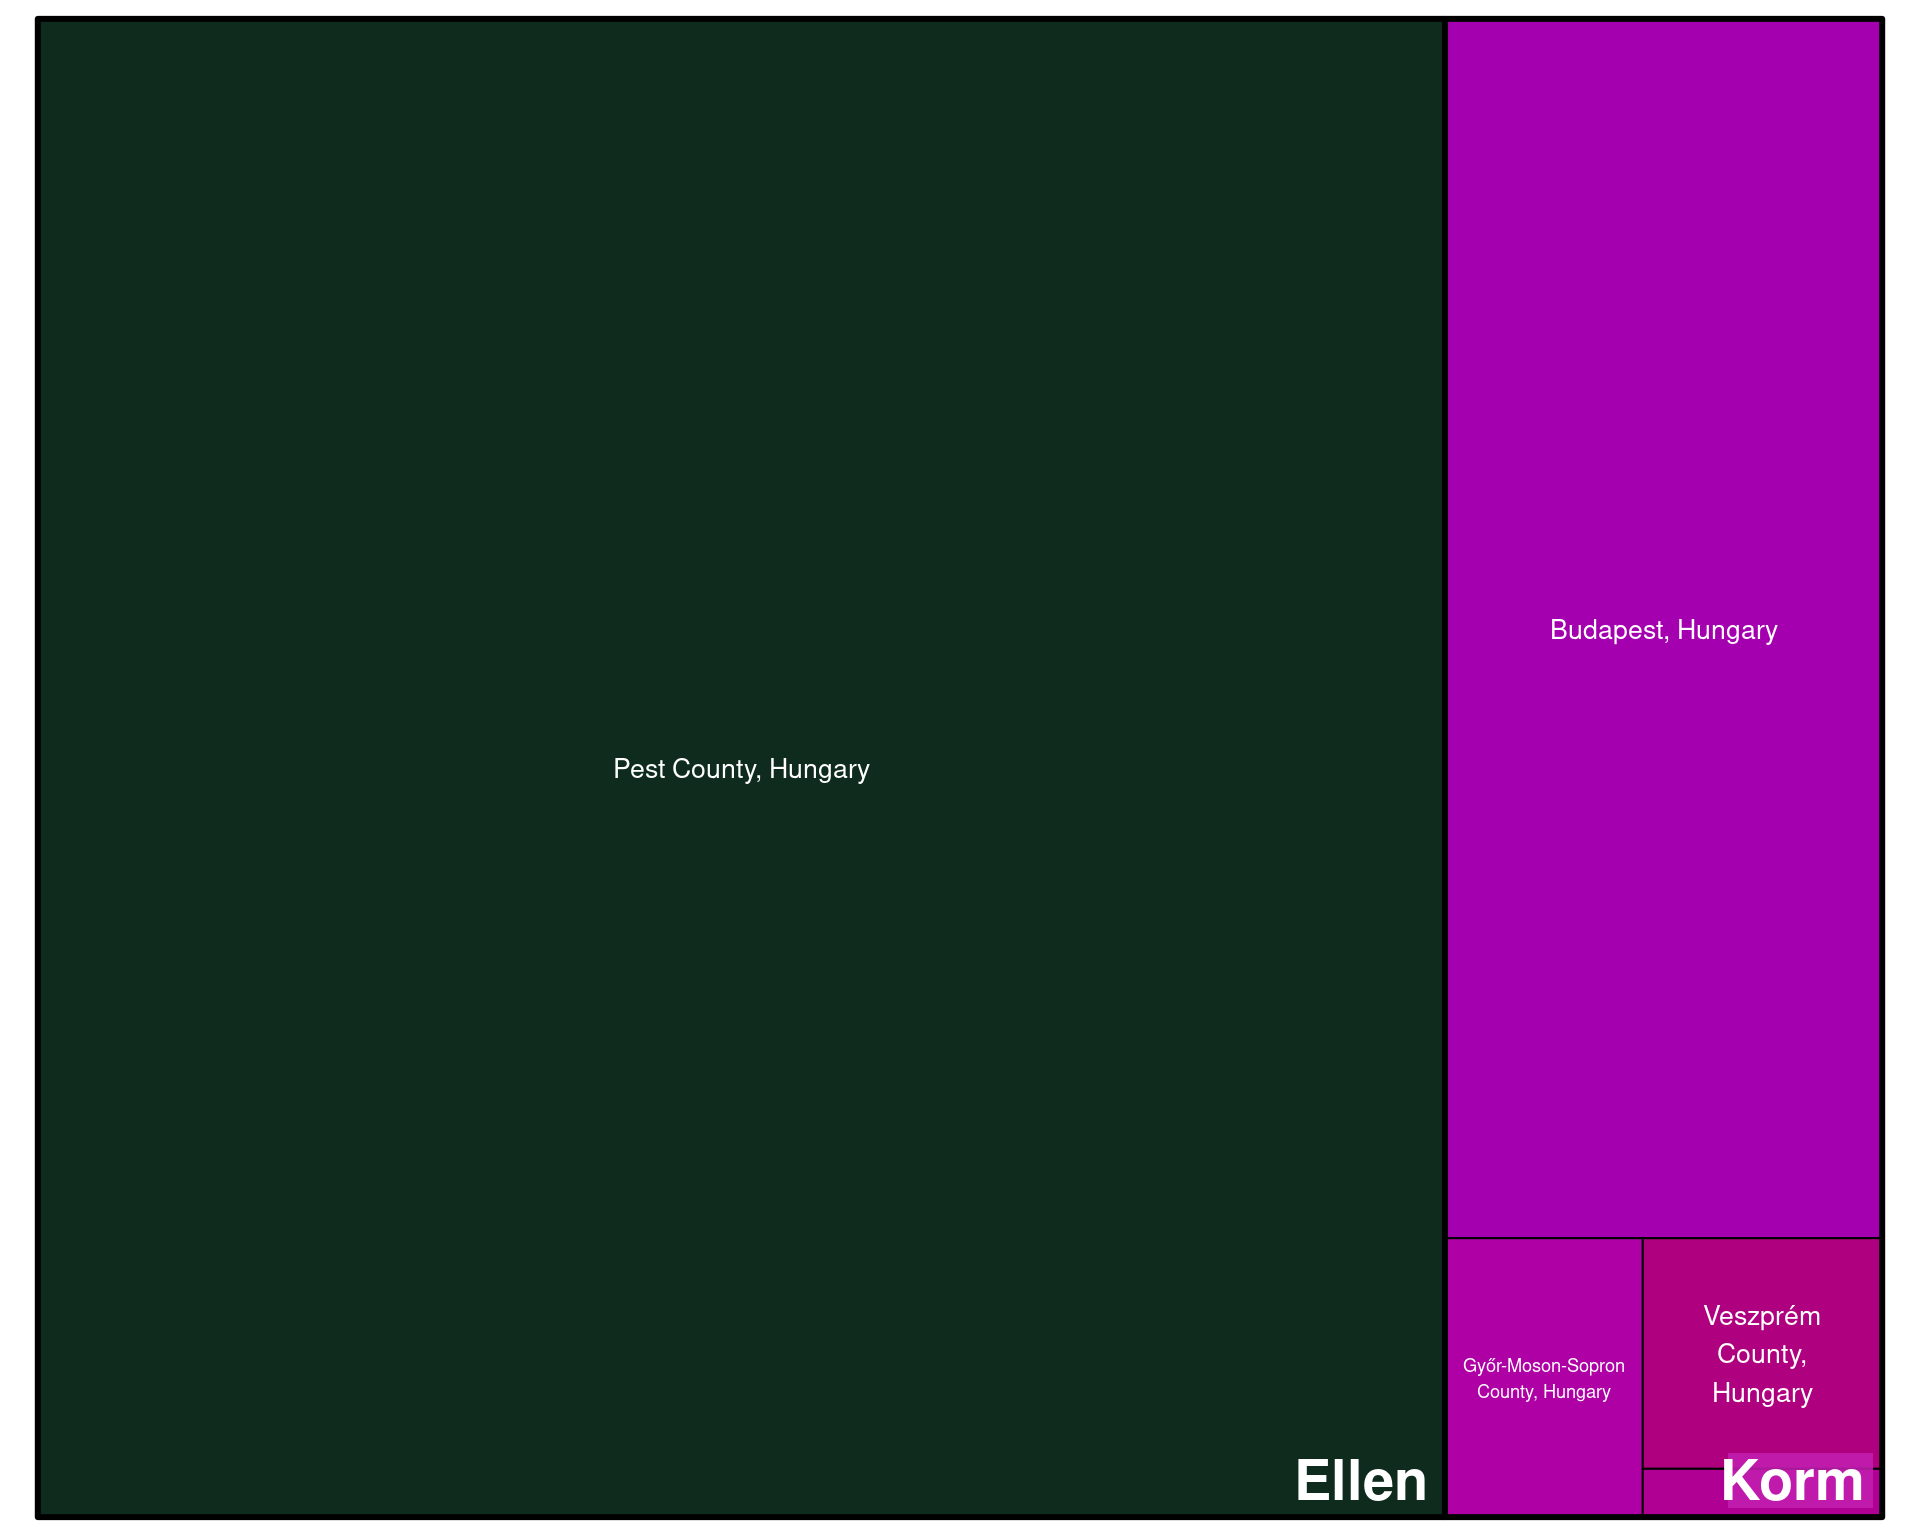 Pest County, Hungary
Ellen
Budapest, Hungary
Győr-Moson-Sopron
County, Hungary
Veszprém
County,
Hungary
Korm